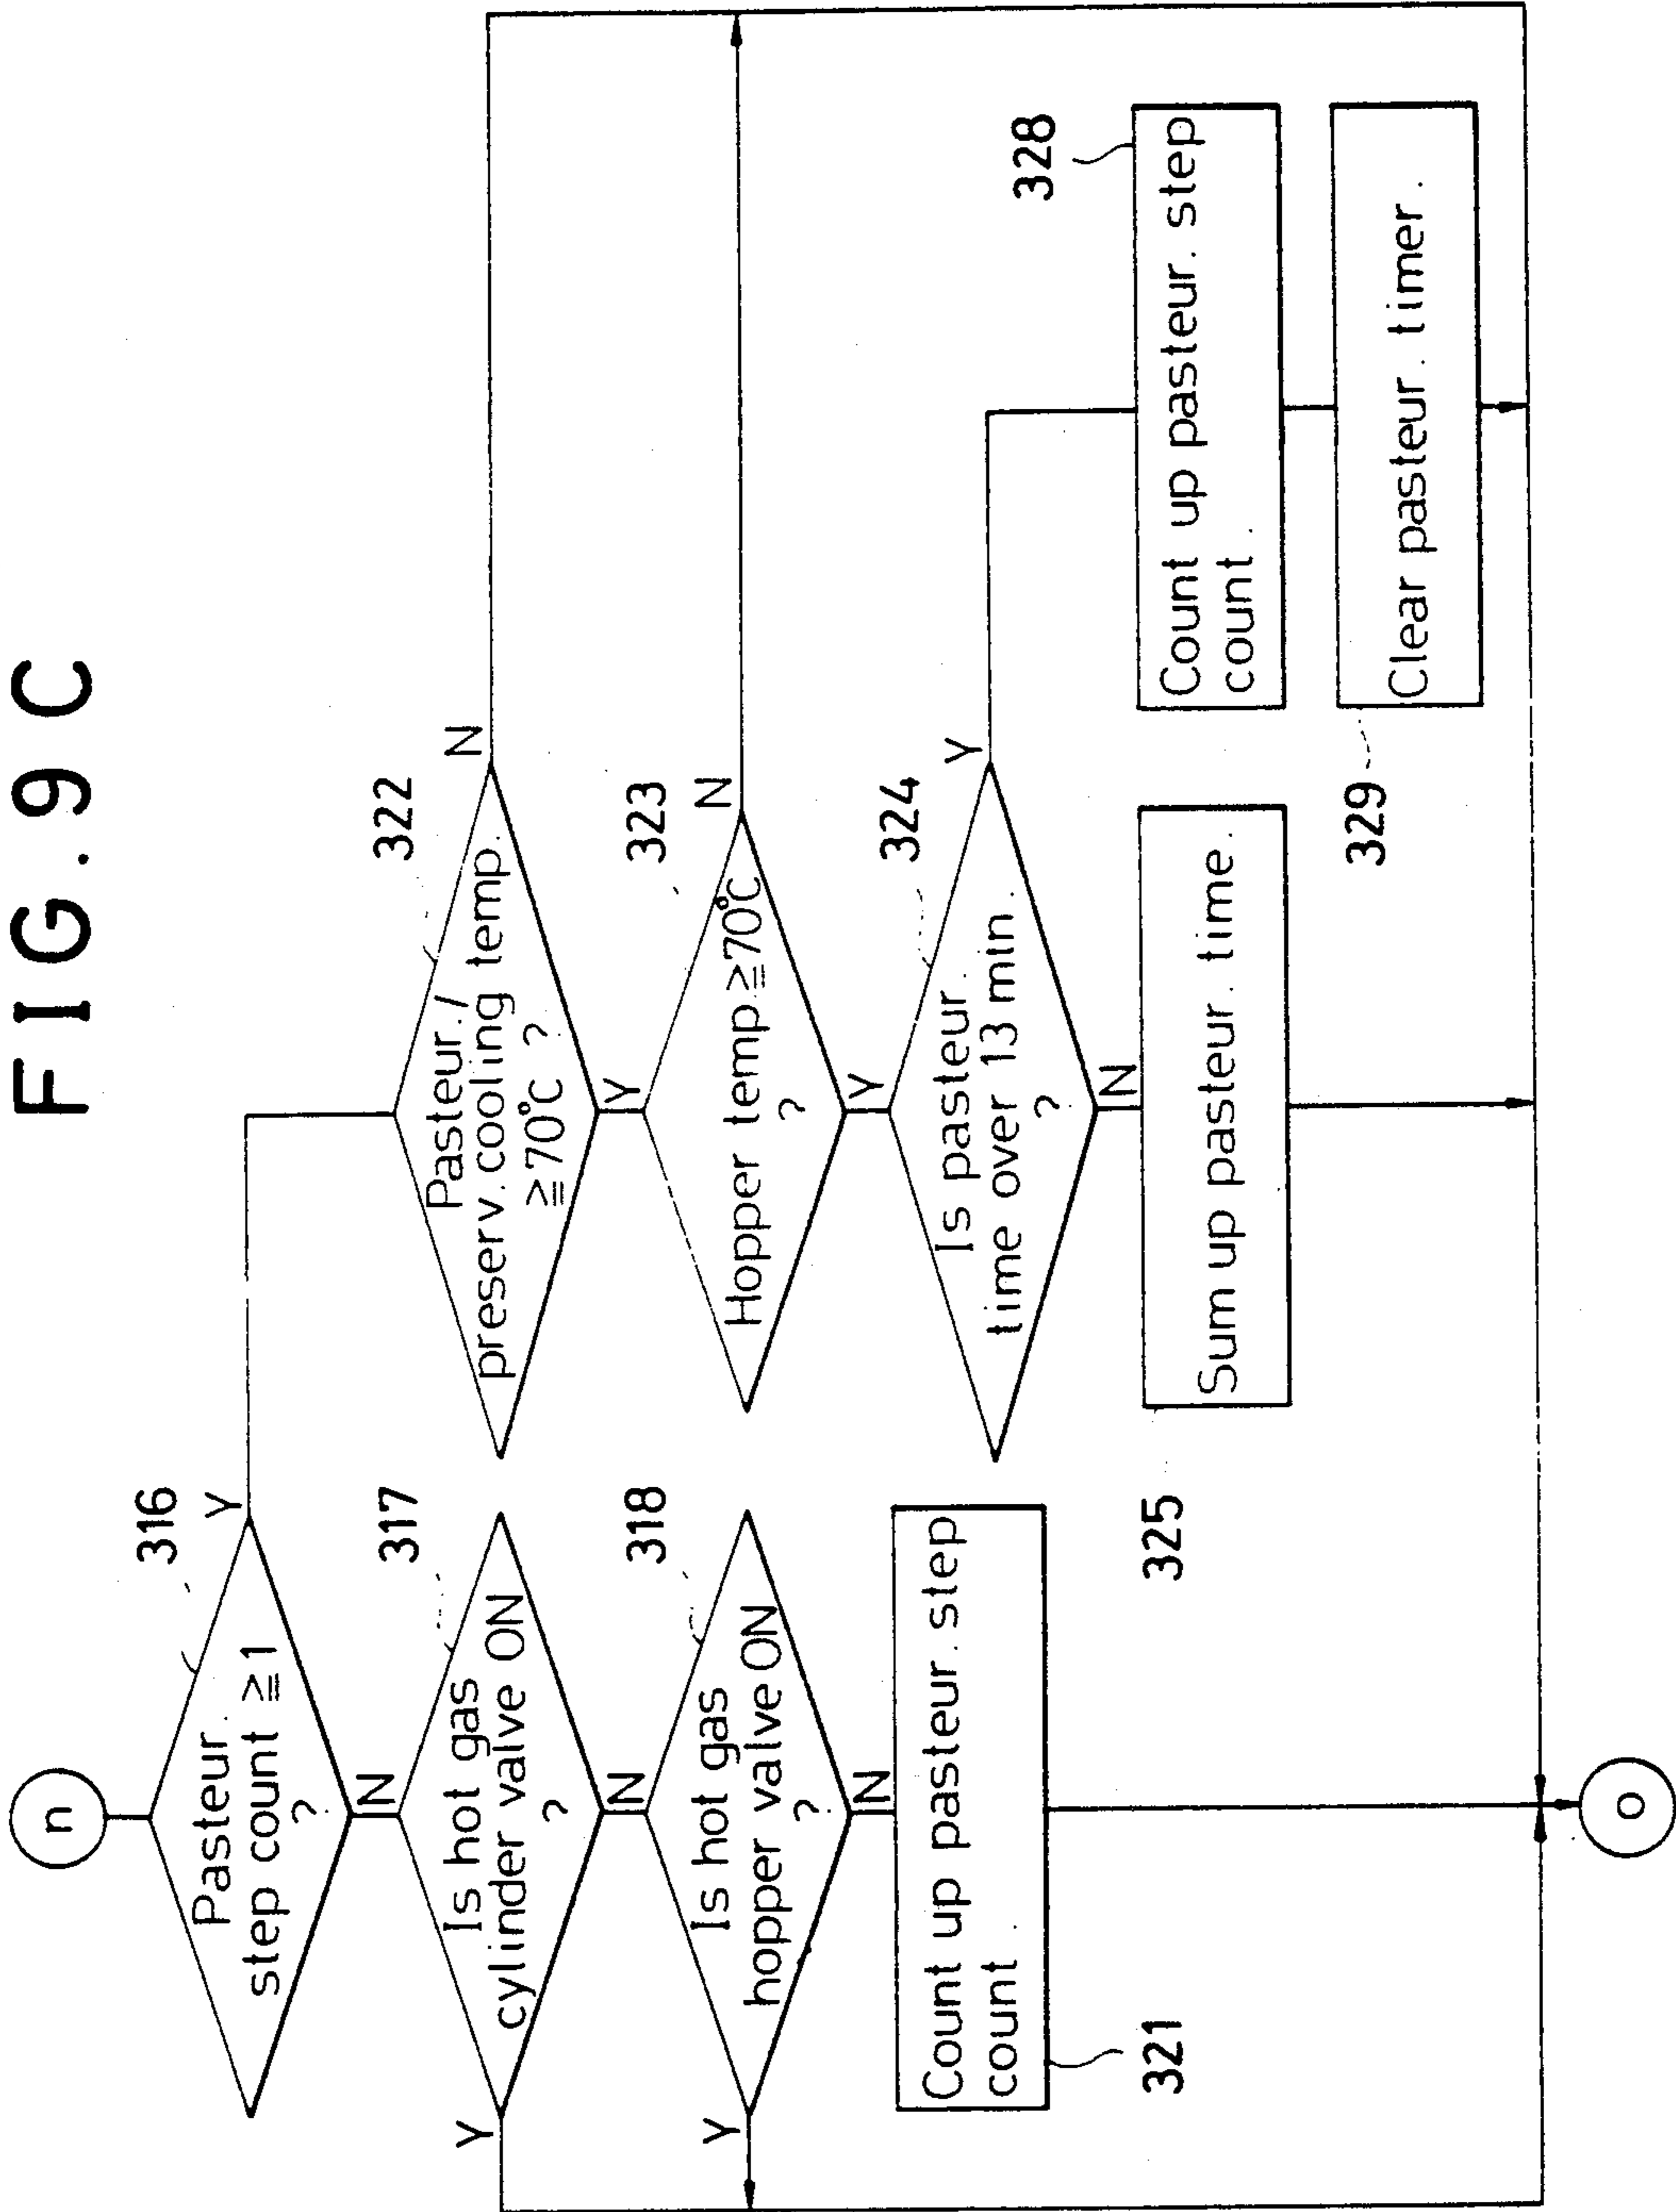 FIG. 9C
n
316
Pasteur.
step count ≧1
?
Y
N
317
Is hot gas
cylinder valve ON
?
Y
N
318
Is hot gas
hopper valve ON
?
Y
N
Count up pasteur. step
count.
321
322
Pasteur./
preserv. cooling temp.
≧70°C ?
N
Y
323
Hopper temp. ≧70°C
?
N
Y
324
Is pasteur.
time over 13 min.
?
Y
N
Sum up pasteur. time.
325
328
Count up pasteur. step
count.
Clear pasteur. timer.
329
o